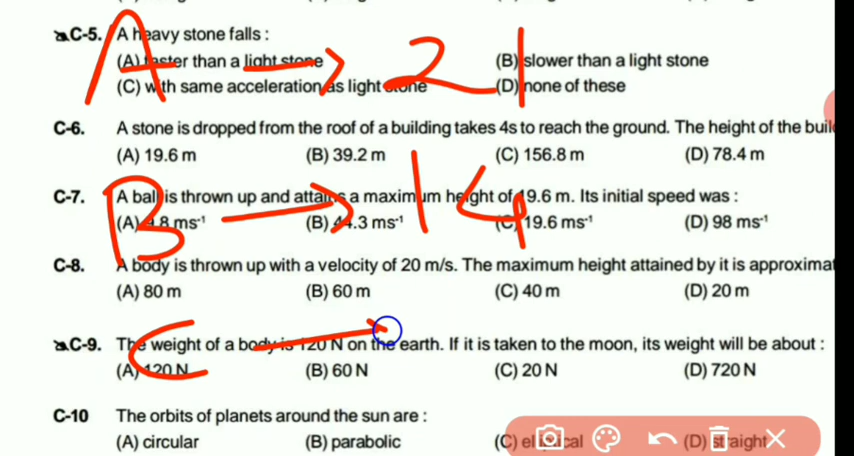 C-5. A heavy stone falls :
(A) faster than a light stone (B) slower than a light stone
(C) with same acceleration as light stone (D) none of these
C-6. A stone is dropped from the roof of a building takes 4s to reach the ground. The height of the
(A) 19.6 m (B) 39.2 m (C) 156.8 m (D) 78.4 m
C-7. A ball is thrown up and attains a maximum height of 19.6 m. Its initial speed was :
(A) 9.8 ms⁻¹ (B) 44.3 ms⁻¹ (C) 19.6 ms⁻¹ (D) 98 ms⁻¹
C-8. A body is thrown up with a velocity of 20 m/s. The maximum height attained by it is
(A) 80 m (B) 60 m (C) 40 m (D) 20 m
C-9. The weight of a body is 120 N on the earth. If it is taken to the moon, its weight will be about :
(A) 120 N (B) 60 N (C) 20 N (D) 720 N
C-10 The orbits of planets around the sun are :
(A) circular (B) parabolic (C) elliptical (D) straight
A → 21
B → 14
C